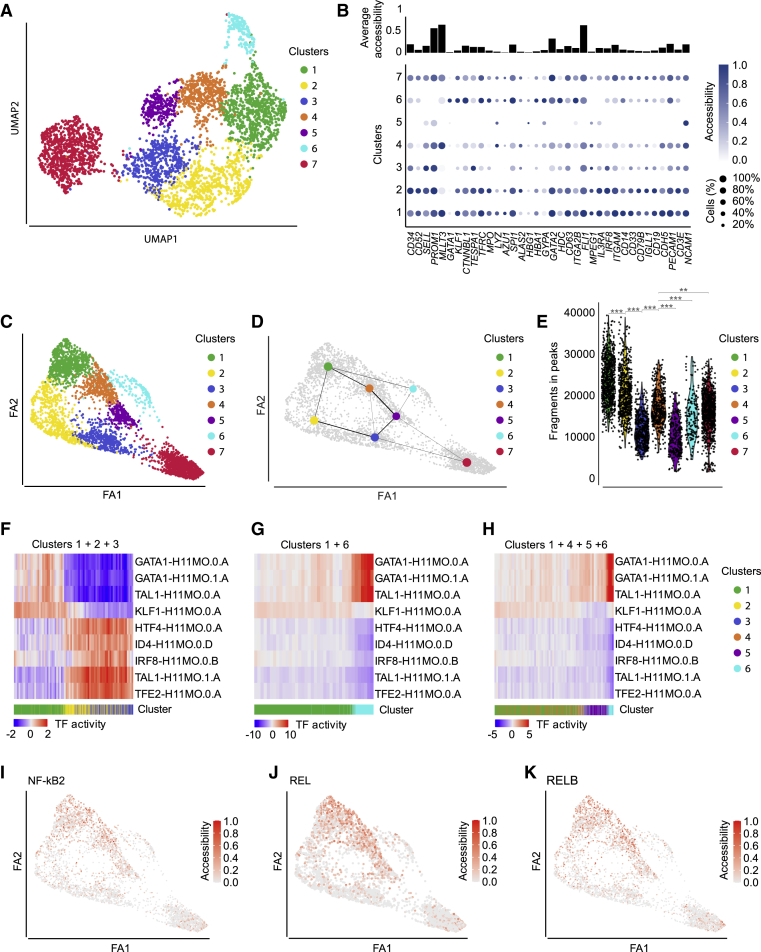 A
UMAP2
UMAP1
Clusters
1
2
3
4
5
6
7
B
Average
accessibility
1
0
Clusters
7
6
5
4
3
2
1
CD34
CD52
SELL
PROM1
MLLT3
GATA1
KLF1
CTNNBL1
TESPA1
TFRC
MPO
LYZ
AZU1
SPI1
ALAS2
HBG1
HBA1
GYPA
GATA2
HDC
CD63
ITGA2B
FLI1
MPEG1
IL3RA
IRF8
ITGAM
CD14
CD33
CD79B
IGLL1
CD19
CDH5
PECAM1
CD3E
NCAM1
Accessibility
1.0
0.8
0.6
0.4
0.2
0.0
Cells (%)
100%
80%
60%
40%
20%
C
FA2
FA1
Clusters
1
2
3
4
5
6
7
D
FA2
FA1
Clusters
1
2
3
4
5
6
7
E
Fragments in peaks
40000
30000
20000
10000
0
**
***
*** *** *** ***
Clusters
1
2
3
4
5
6
7
F
Clusters 1 + 2 + 3
GATA1-H11MO.0.A
GATA1-H11MO.1.A
TAL1-H11MO.0.A
KLF1-H11MO.0.A
HTF4-H11MO.0.A
ID4-H11MO.0.D
IRF8-H11MO.0.B
TAL1-H11MO.1.A
TFE2-H11MO.0.A
Cluster
TF activity
-2 2
G
Clusters 1 + 6
GATA1-H11MO.0.A
GATA1-H11MO.1.A
TAL1-H11MO.0.A
KLF1-H11MO.0.A
HTF4-H11MO.0.A
ID4-H11MO.0.D
IRF8-H11MO.0.B
TAL1-H11MO.1.A
TFE2-H11MO.0.A
Cluster
TF activity
-10 10
H
Clusters 1 + 4 + 5 +6
GATA1-H11MO.0.A
GATA1-H11MO.1.A
TAL1-H11MO.0.A
KLF1-H11MO.0.A
HTF4-H11MO.0.A
ID4-H11MO.0.D
IRF8-H11MO.0.B
TAL1-H11MO.1.A
TFE2-H11MO.0.A
Cluster
TF activity
-5 5
Clusters
1
2
3
4
5
6
I
NF-kB2
FA2
FA1
Accessibility
1.0
0.8
0.6
0.4
0.2
0.0
J
REL
FA2
FA1
Accessibility
1.0
0.8
0.6
0.4
0.2
0.0
K
RELB
FA2
FA1
Accessibility
1.0
0.8
0.6
0.4
0.2
0.0